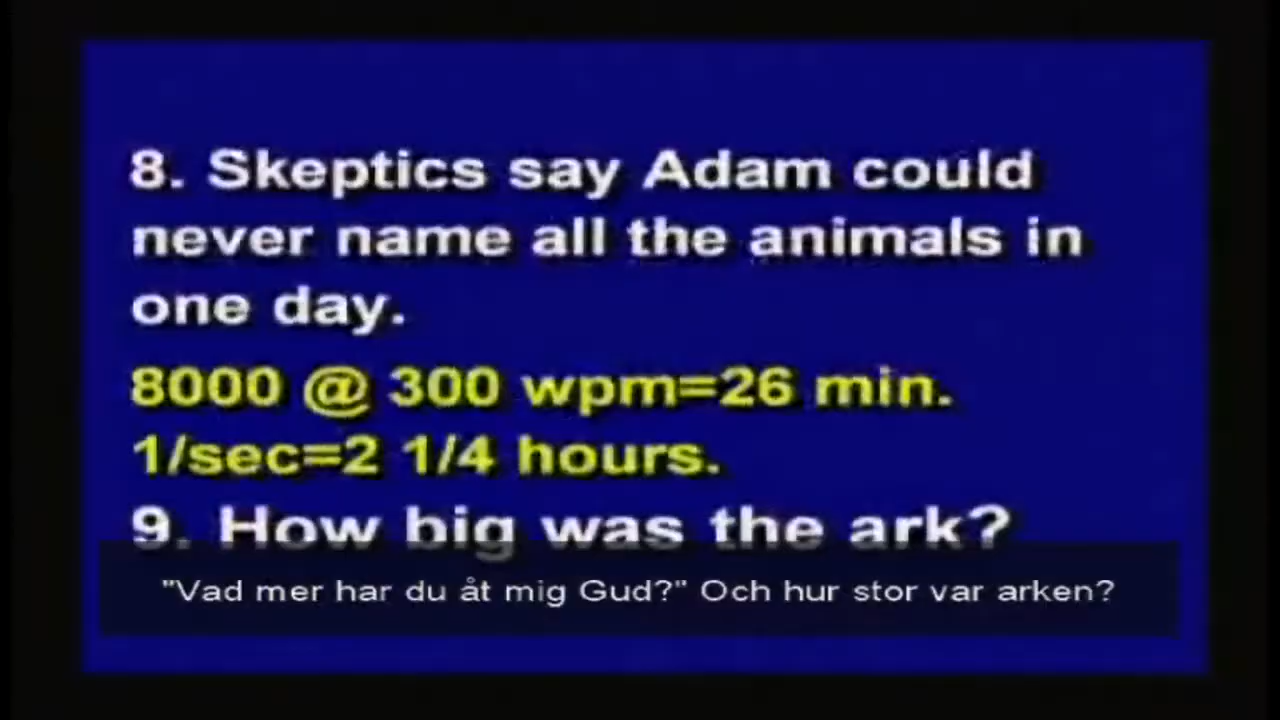 8. Skeptics say Adam could
never name all the animals in
one day.
8000 @ 300 wpm=26 min.
1/sec=2 1/4 hours.
9. How big was the ark?
"Vad mer har du åt mig Gud?" Och hur stor var arken?